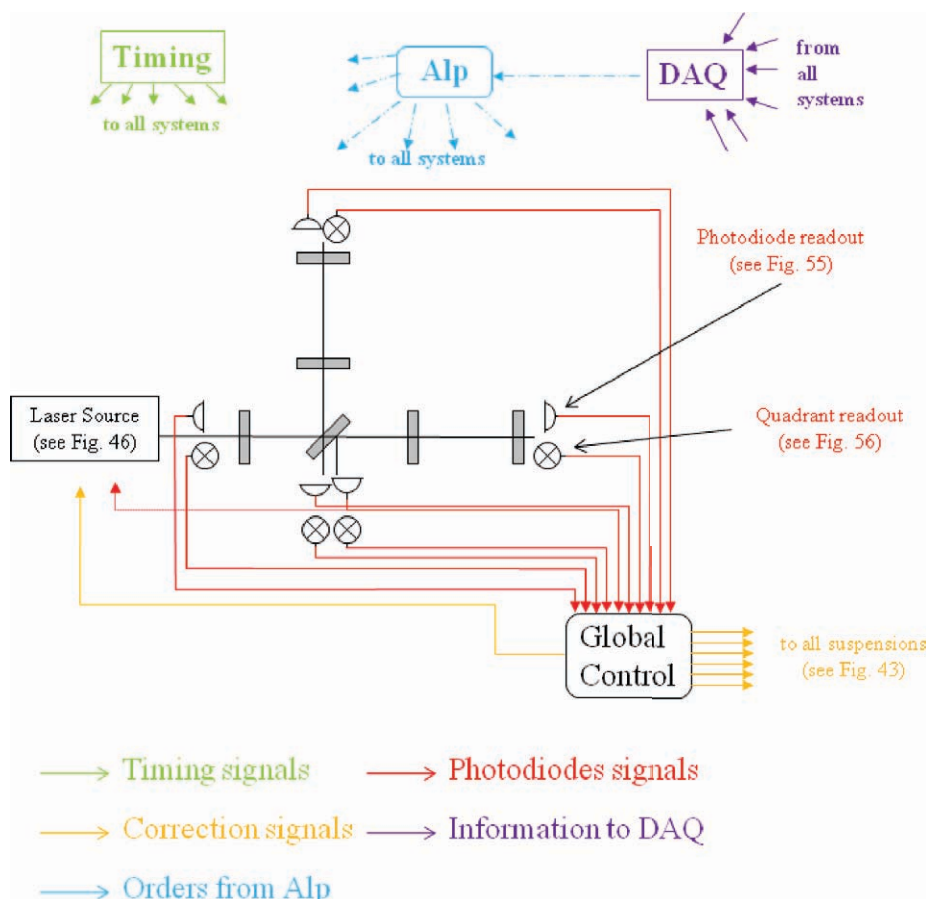 Timing
to all systems
Alp
to all systems
DAQ
from
all
systems
Photodiode readout
(see Fig. 55)
Laser Source
(see Fig. 46)
Quadrant readout
(see Fig. 56)
Global
Control
to all suspensions
(see Fig. 43)
Timing signals
Photodiodes signals
Correction signals
Information to DAQ
Orders from Alp